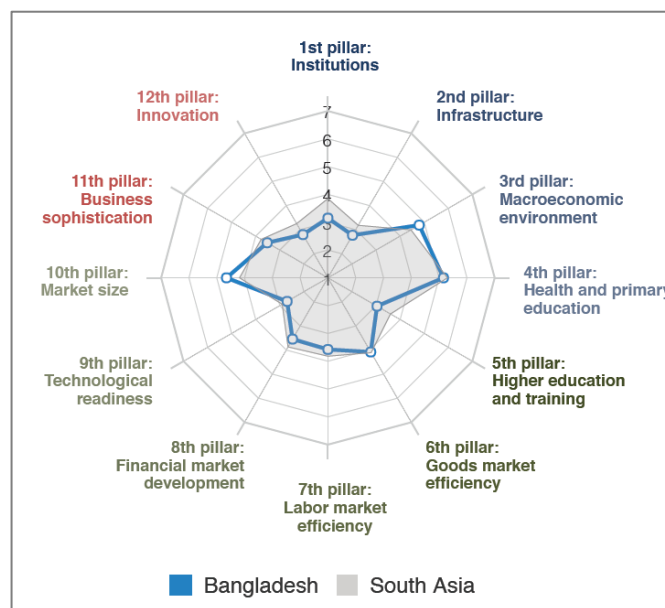 1st pillar:
Institutions
2nd pillar:
Infrastructure
3rd pillar:
Macroeconomic
environment
4th pillar:
Health and primary
education
5th pillar:
Higher education
and training
6th pillar:
Goods market
efficiency
7th pillar:
Labor market
efficiency
8th pillar:
Financial market
development
9th pillar:
Technological
readiness
10th pillar:
Market size
11th pillar:
Business
sophistication
12th pillar:
Innovation
7
6
5
4
3
2
1
Bangladesh
South Asia